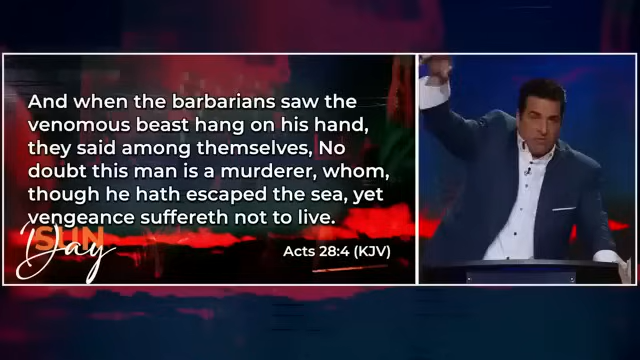 And when the barbarians saw the
venomous beast hang on his hand,
they said among themselves, No
doubt this man is a murderer, whom,
though he hath escaped the sea, yet
vengeance suffereth not to live.
SUN
Day
Acts 28:4 (KJV)